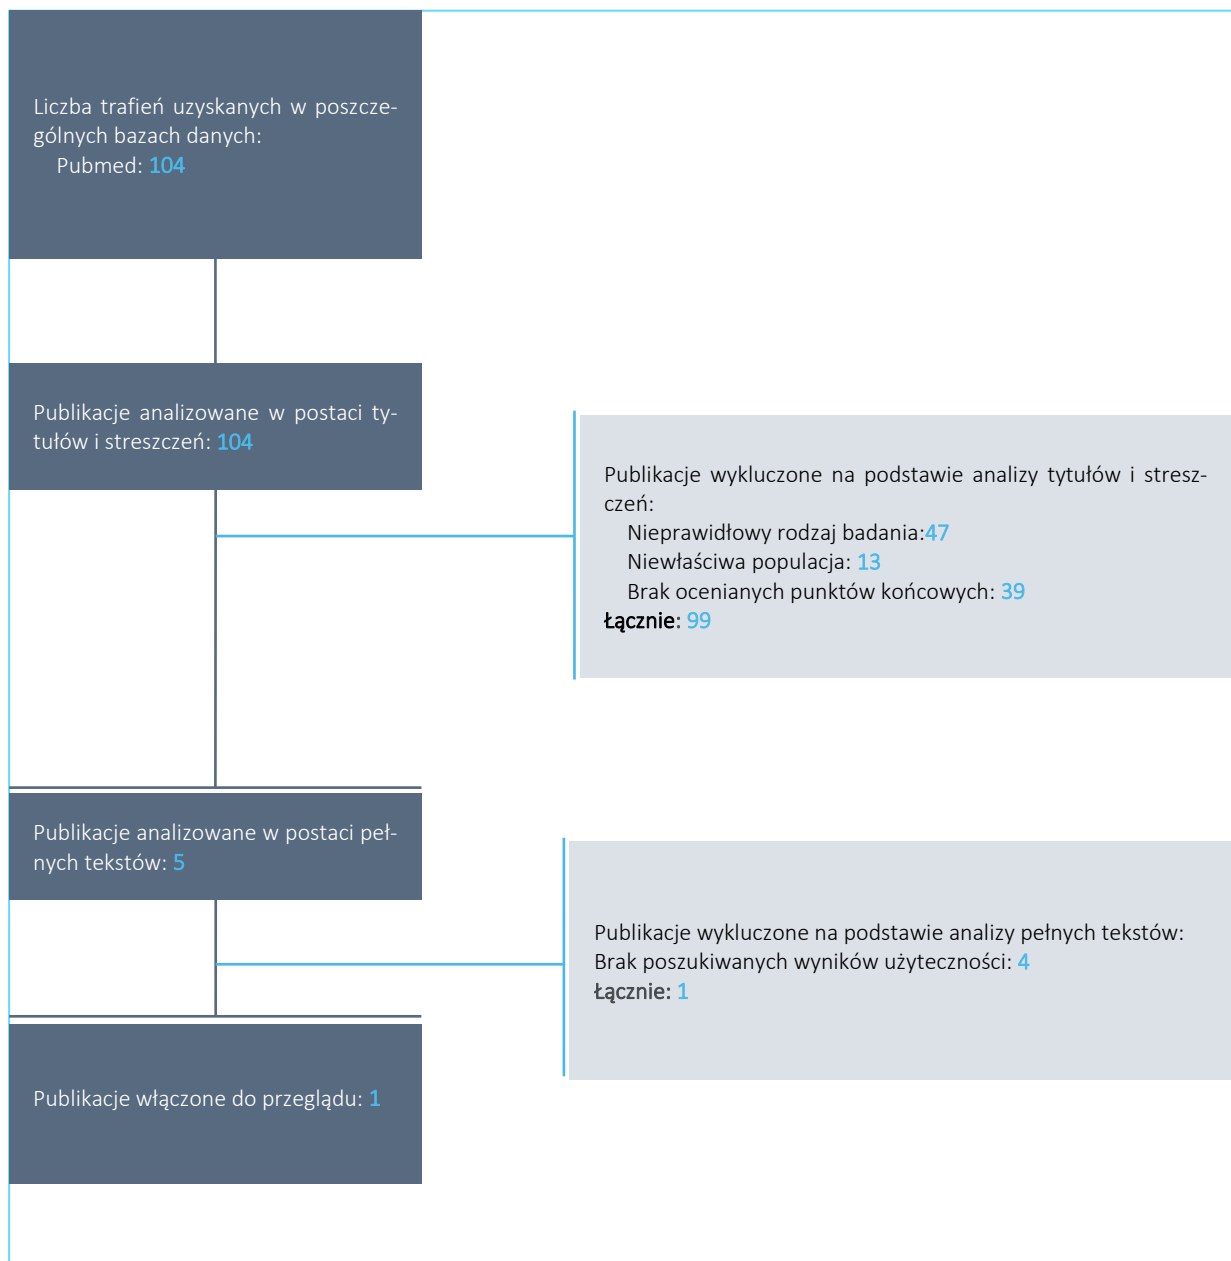 Liczba trafień uzyskanych w poszcze-
gólnych bazach danych:
Pubmed: 104
Publikacje analizowane w postaci ty-
tułów i streszczeń: 104
Publikacje wykluczone na podstawie analizy tytułów i stresz-
czeń:
Nieprawidłowy rodzaj badania:47
Niewłaściwa populacja: 13
Brak ocenianych punktów końcowych: 39
Łącznie: 99
Publikacje analizowane w postaci peł-
nych tekstów: 5
Publikacje wykluczone na podstawie analizy pełnych tekstów:
Brak poszukiwanych wyników użyteczności: 4
Łącznie: 1
Publikacje włączone do przeglądu: 1